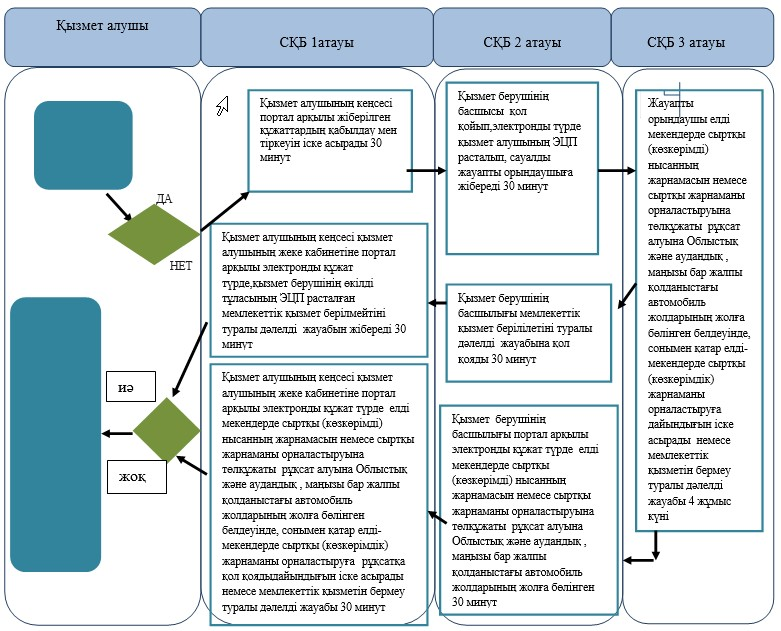 Қызмет алушы
СҚБ 1атауы
СҚБ 2 атауы
СҚБ 3 атауы
Қызмет алушының кеңсесі
портал арқылы жіберілген
құжаттардың қабылдау мен
тіркеуін іске асырады 30
минут
Қызмет берушінің
басшысы қол
қойып,электронды түрде
қызмет алушының ЭЦП
расталып, сауалды
жауапты орындаушыға
жібереді 30 минут
Жауапты
орындаушы елді
мекендерде сыртқы
(көзкөрімді)
нысанның
жарнамасын немесе
сыртқы жарнаманы
орналастыруына
төлқұжаты рұқсат
алуына Облыстық
және аудандық ,
маңызы бар жалпы
қолданыстағы
автомобиль
жолдарының жолға
бөлінген белдеуінде,
сонымен қатар елді-
мекендерде сыртқы
(көзкөрімдік)
жарнаманы
орналастыруға
дайындығын іске
асырады немесе
мемлекеттік
қызметін бермеу
туралы дәлелді
жауабы 4 жұмыс
күні
ДА
НЕТ
Қызмет алушының кеңсесі қызмет
алушының жеке кабинетіне портал
арқылы электронды құжат
түрде,қызмет берушінің өкілді
тұласының ЭЦП расталған
мемлекеттік қызмет берілмейтіні
туралы дәлелді жауабын жібереді 30
минут
Қызмет берушінің
басшылығы мемлекеттік
қызмет берілілетіні туралы
дәлелді жауабына қол
қояды 30 минут
иә
жоқ
Қызмет алушының кеңсесі қызмет
алушының жеке кабинетіне портал
арқылы электронды құжат түрде елді
мекендерде сыртқы (көзкөрімді)
нысанның жарнамасын немесе сыртқы
жарнаманы орналастыруына
төлқұжаты рұқсат алуына Облыстық
және аудандық , маңызы бар жалпы
қолданыстағы автомобиль
жолдарының жолға бөлінген
белдеуінде, сонымен қатар елді-
мекендерде сыртқы (көзкөрімдік)
жарнаманы орналастыруға рұқсатқа
қол қоядыдайындығын іске асырады
немесе мемлекеттік қызметін бермеу
туралы дәлелді жауабы 30 минут
Қызмет берушінің
басшылығы портал арқылы
электронды құжат түрде елді
мекендерде сыртқы
(көзкөрімді) нысанның
жарнамасын немесе сыртқы
жарнаманы орналастыруына
төлқұжаты рұқсат алуына
Облыстық және аудандық ,
маңызы бар жалпы
қолданыстағы автомобиль
жолдарының жолға бөлінген
30 минут